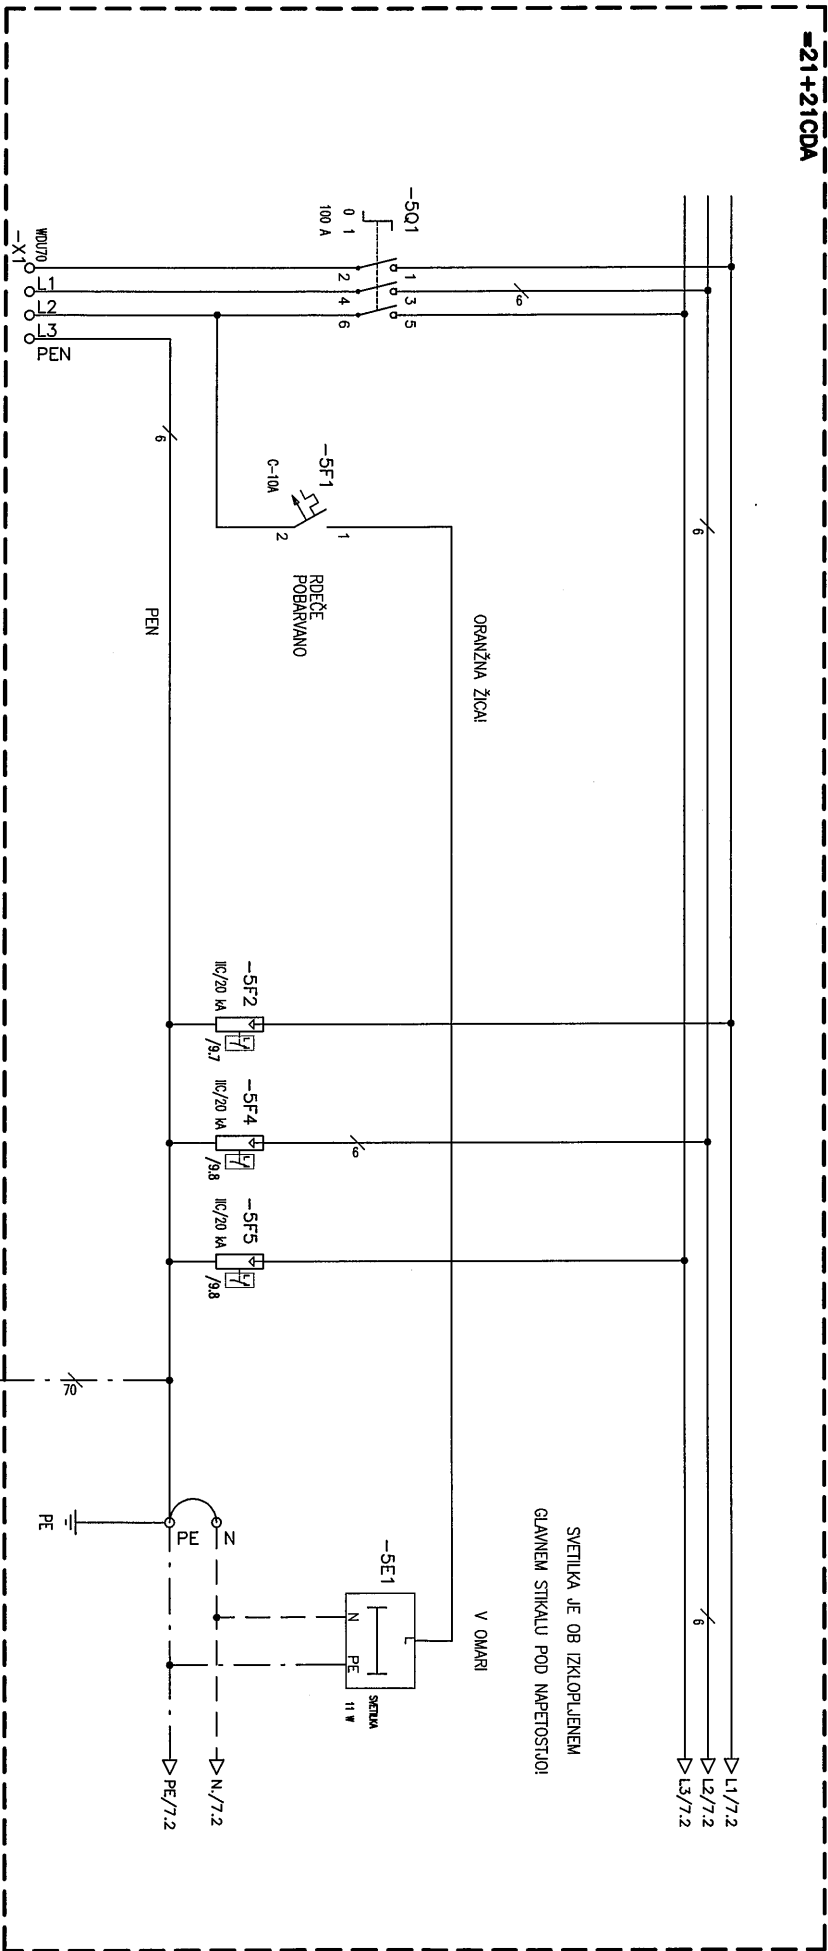 =21+21CDA
-5Q1
0 1
100 A
1
2
3
4
5
6
6
WDU70
-X1
L1
L2
L3
PEN
6
-5F1
C-10A
1
2
RDEČE
POBARVANO
6
PEN
ORANŽNA ŽICA!
-5F2
IIC/20 kA
/9.7
-5F4
IIC/20 kA
/9.8
6
-5F5
IIC/20 kA
/9.8
70
PE
PE
N
-5E1
N
PE
L
SVETILKA
11 W
V OMARI
SVETILKA JE OB IZKLOPLJENEM
GLAVNEM STIKALU POD NAPETOSTJO!
6
L1/7.2
L2/7.2
L3/7.2
N./7.2
PE/7.2